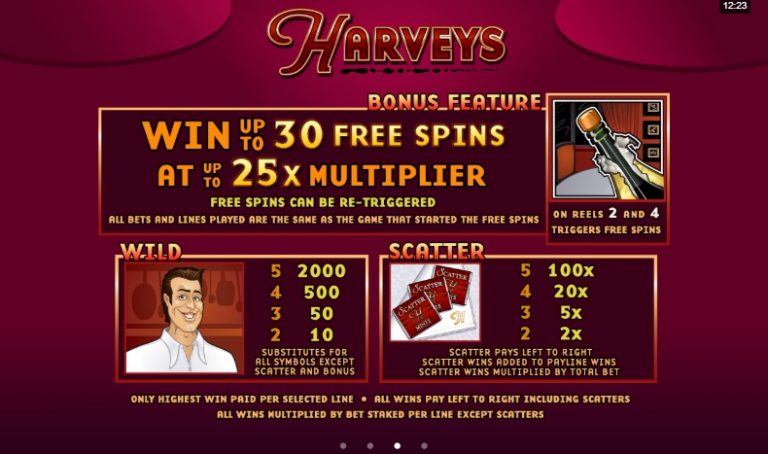 12:23
HARVEYS
BONUS FEATURE
WIN UP TO 30 FREE SPINS
AT UP TO 25X MULTIPLIER
FREE SPINS CAN BE RE-TRIGGERED
ALL BETS AND LINES PLAYED ARE THE SAME AS THE GAME THAT STARTED THE FREE SPINS
ON REELS 2 AND 4
TRIGGERS FREE SPINS
WILD
5 2000
4 500
3 50
2 10
SUBSTITUTES FOR
ALL SYMBOLS EXCEPT
SCATTER AND BONUS
SCATTER
SCATTER
SCATTER
SCATTER
MINTS
H
5 100x
4 20x
3 5x
2 2x
SCATTER PAYS LEFT TO RIGHT
SCATTER WINS ADDED TO PAYLINE WINS
SCATTER WINS MULTIPLIED BY TOTAL BET
ONLY HIGHEST WIN PAID PER SELECTED LINE • ALL WINS PAY LEFT TO RIGHT INCLUDING SCATTERS •
ALL WINS MULTIPLIED BY BET STAKED PER LINE EXCEPT SCATTERS